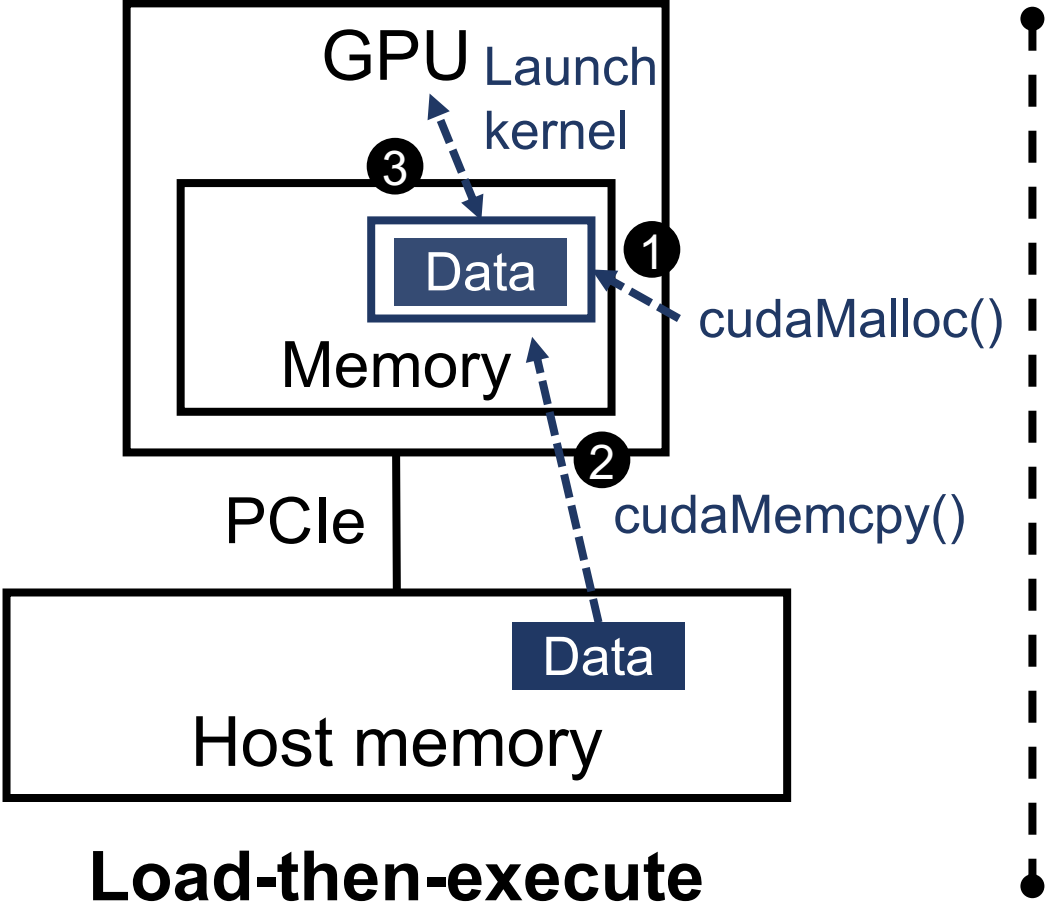 GPU
Launch
kernel
3
1
Data
cudaMalloc()
Memory
2
PCIe
cudaMemcpy()
Data
Host memory
Load-then-execute